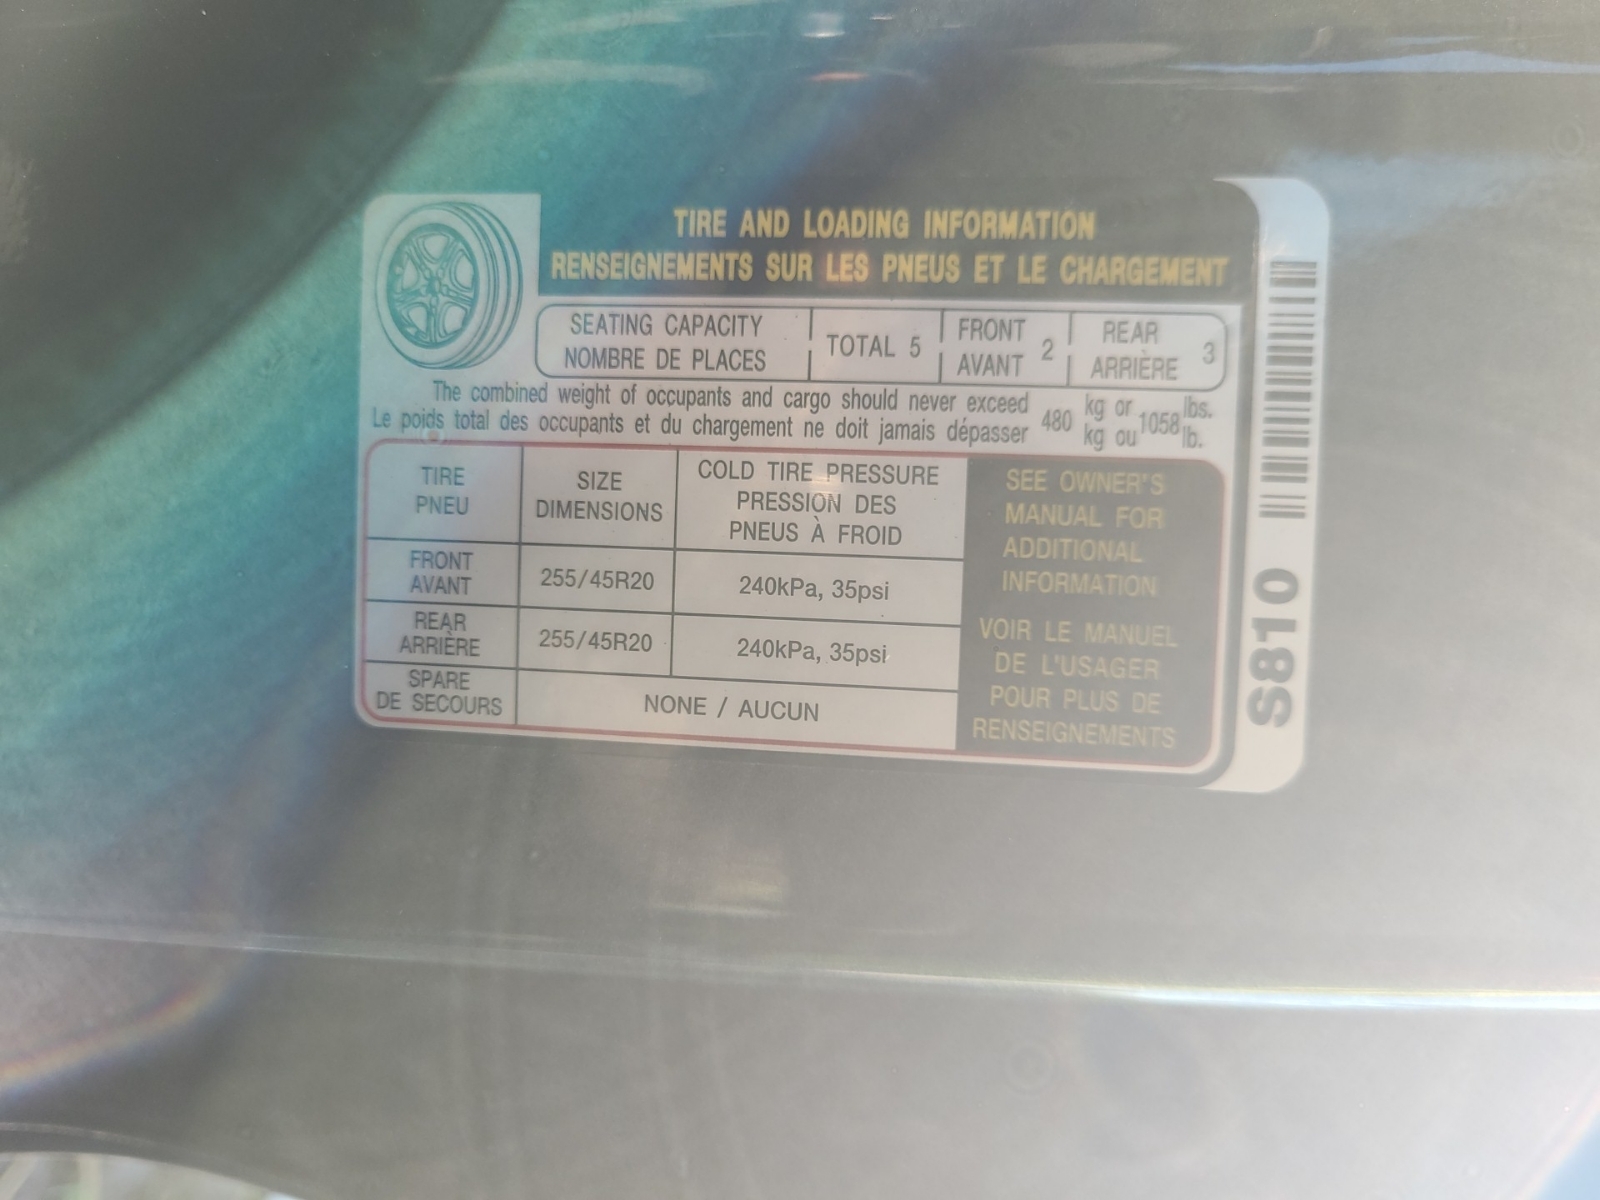 TIRE AND LOADING INFORMATION
RENSEIGNEMENTS SUR LES PNEUS ET LE CHARGEMENT
SEATING CAPACITY
NOMBRE DE PLACES
TOTAL 5
FRONT
AVANT
2
REAR
ARRIÈRE
3
The combined weight of occupants and cargo should never exceed
Le poids total des occupants et du chargement ne doit jamais dépasser
480
kg or
kg ou
1058
lbs.
lb.
TIRE
PNEU
SIZE
DIMENSIONS
COLD TIRE PRESSURE
PRESSION DES
PNEUS À FROID
FRONT
AVANT
255/45R20
240kPa, 35psi
REAR
ARRIÈRE
255/45R20
240kPa, 35psi
SPARE
DE SECOURS
NONE / AUCUN
SEE OWNER'S
MANUAL FOR
ADDITIONAL
INFORMATION
VOIR LE MANUEL
DE L'USAGER
POUR PLUS DE
RENSEIGNEMENTS
S810